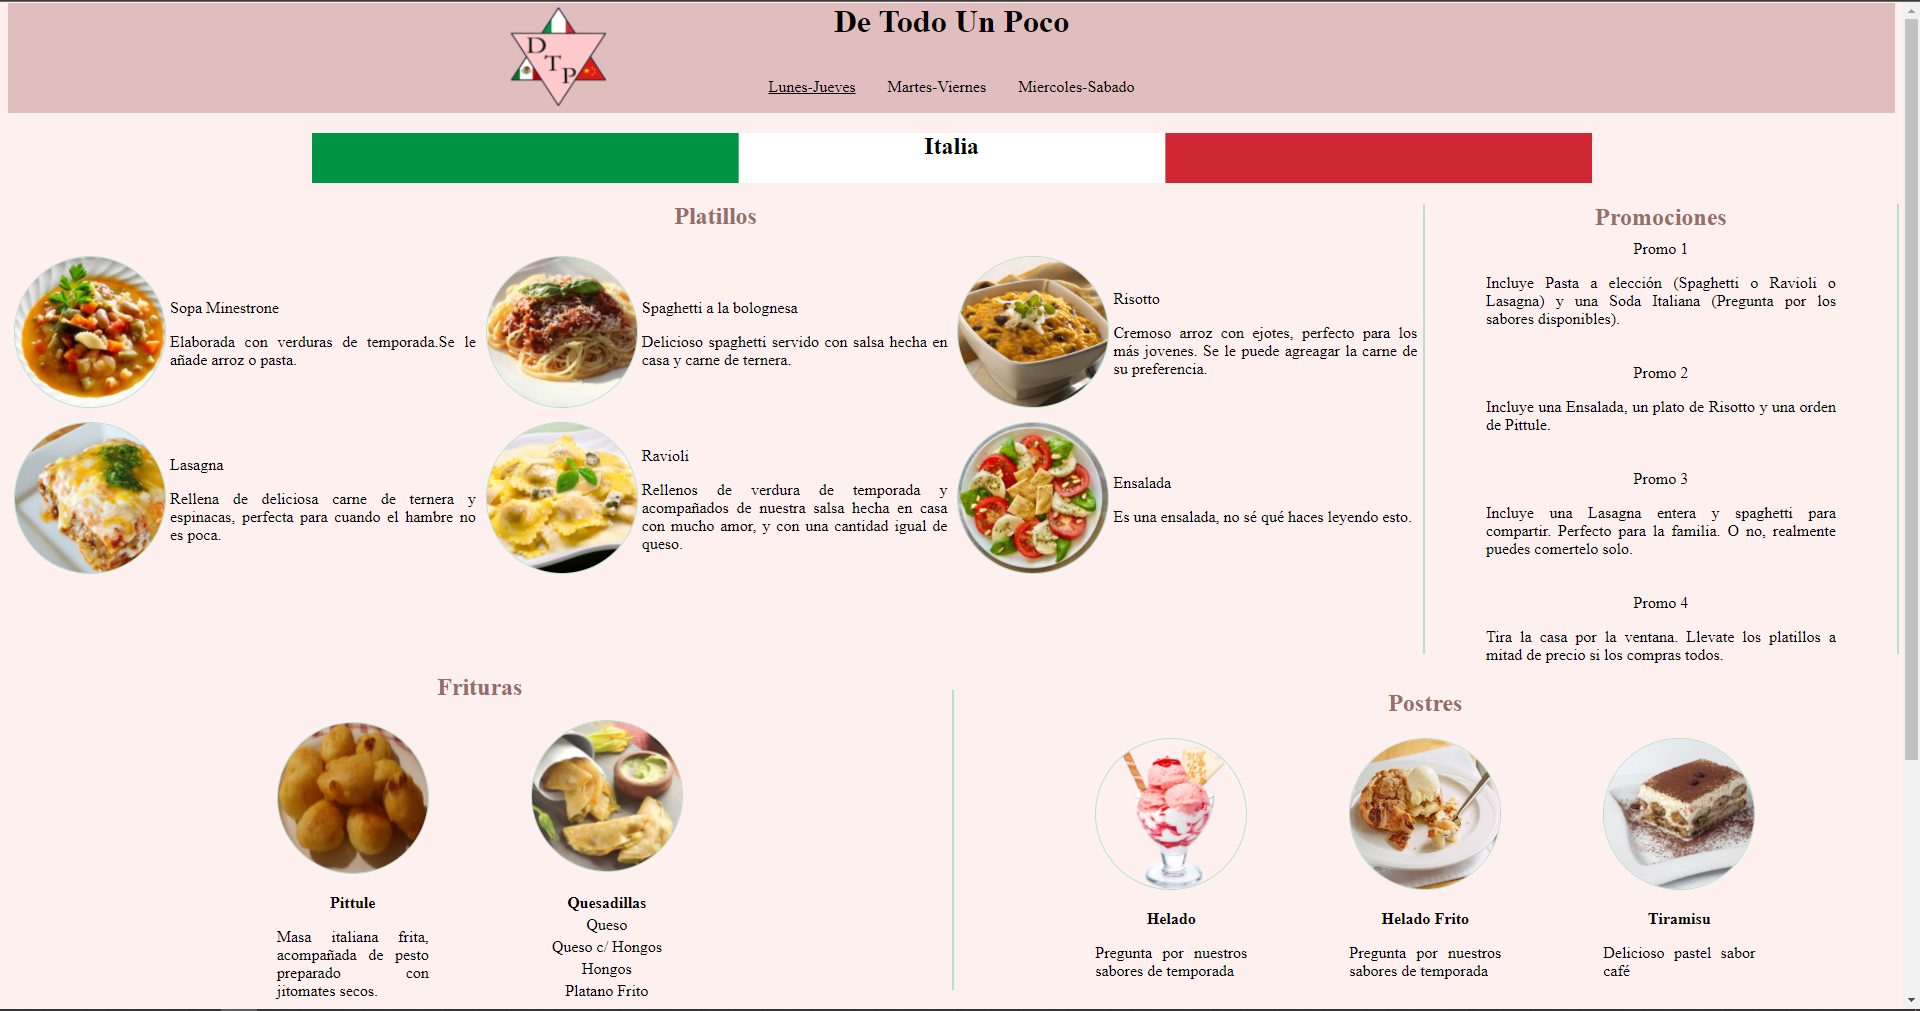 De Todo Un Poco
D
T
P
Lunes-Jueves Martes-Viernes Miercoles-Sabado
Italia
Platillos
Sopa Minestrone
Elaborada con verduras de temporada.Se le
añade arroz o pasta.
Spaghetti a la bolognesa
Delicioso spaghetti servido con salsa hecha en
casa y carne de ternera.
Risotto
Cremoso arroz con ejotes, perfecto para los
más jovenes. Se le puede agreagar la carne de
su preferencia.
Lasagna
Rellena de deliciosa carne de ternera y
espinacas, perfecta para cuando el hambre no
es poca.
Ravioli
Rellenos de verdura de temporada y
acompañados de nuestra salsa hecha en casa
con mucho amor, y con una cantidad igual de
queso.
Ensalada
Es una ensalada, no sé qué haces leyendo esto.
Promociones
Promo 1
Incluye Pasta a elección (Spaghetti o Ravioli o
Lasagna) y una Soda Italiana (Pregunta por los
sabores disponibles).
Promo 2
Incluye una Ensalada, un plato de Risotto y una orden
de Pittule.
Promo 3
Incluye una Lasagna entera y spaghetti para
compartir. Perfecto para la familia. O no, realmente
puedes comertelo solo.
Promo 4
Tira la casa por la ventana. Llevate los platillos a
mitad de precio si los compras todos.
Frituras
Pittule
Masa italiana frita,
acompañada de pesto
preparado con
jitomates secos.
Quesadillas
Queso
Queso c/ Hongos
Hongos
Platano Frito
Postres
Helado
Pregunta por nuestros
sabores de temporada
Helado Frito
Pregunta por nuestros
sabores de temporada
Tiramisu
Delicioso pastel sabor
café